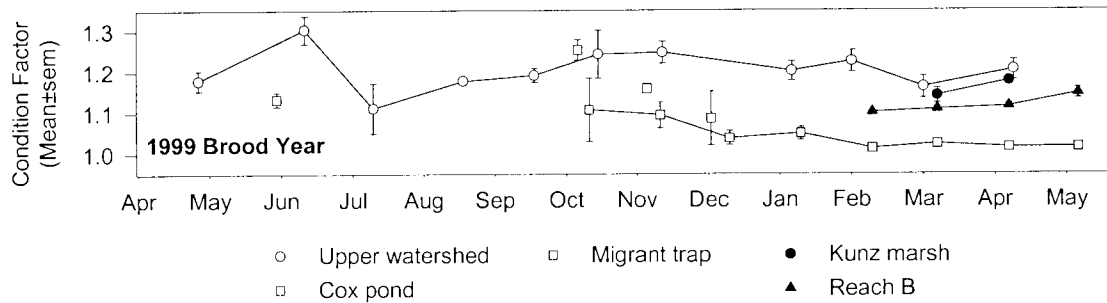 Condition Factor
(Mean±sem)
1.3
1.2
1.1
1.0
1999 Brood Year
Apr May Jun Jul Aug Sep Oct Nov Dec Jan Feb Mar Apr May
Upper watershed Migrant trap Kunz marsh
Cox pond Reach B